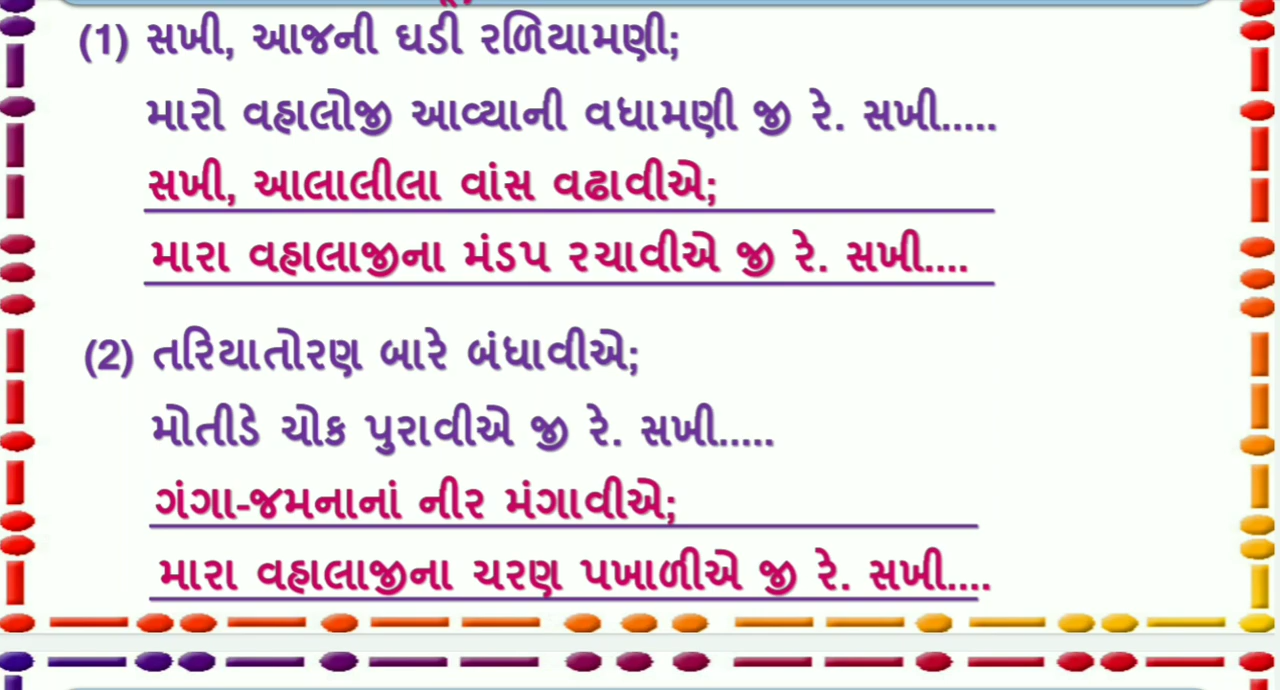 (1) સખી, આજની ઘડી રળિયામણી;
મારો વહાલોજી આવ્યાની વધામણી જી રે. સખી.....
સખી, આલાલીલા વાંસ વઢાવીએ;
મારા વહાલાજીના મંડપ રચાવીએ જી રે. સખી....
(2) તરિયાતોરણ બારે બંધાવીએ;
મોતીડે ચોક પુરાવીએ જી રે. સખી.....
ગંગા-જમનાનાં નીર મંગાવીએ;
મારા વહાલાજીના ચરણ પખાળીએ જી રે. સખી....